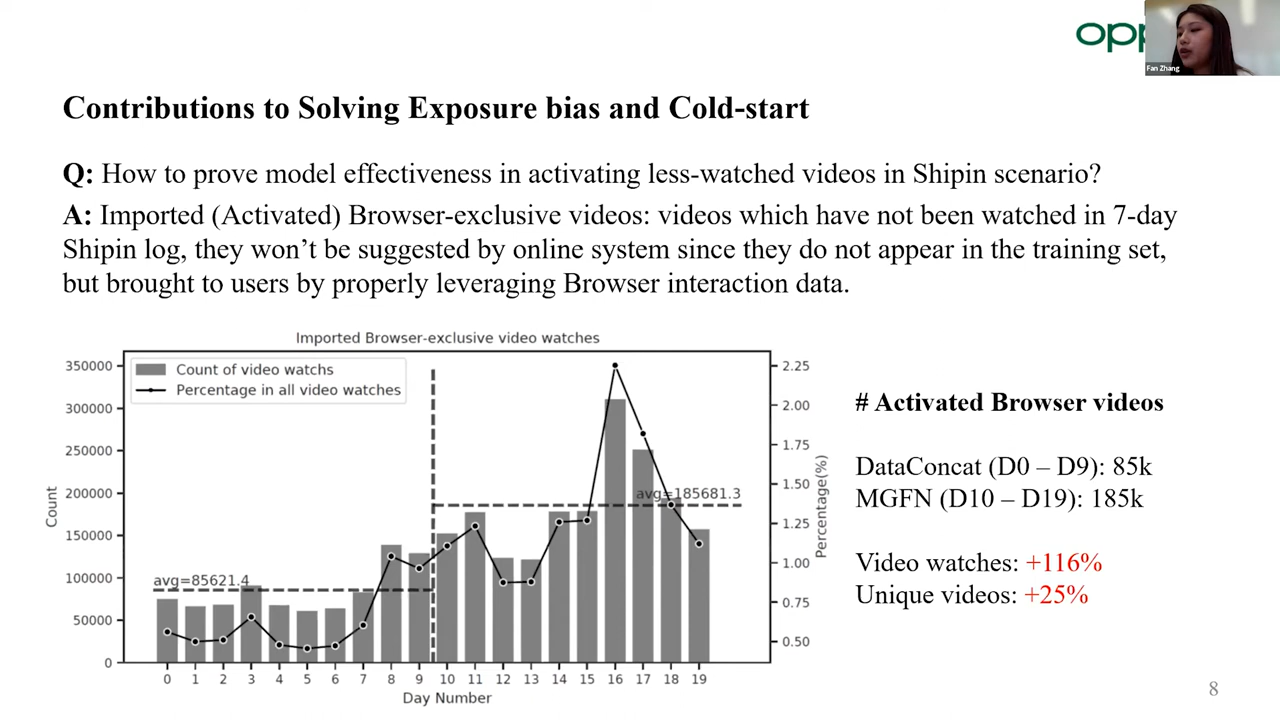 opp
Fan Zhang
Contributions to Solving Exposure bias and Cold-start
Q: How to prove model effectiveness in activating less-watched videos in Shipin scenario?
A: Imported (Activated) Browser-exclusive videos: videos which have not been watched in 7-day
Shipin log, they won't be suggested by online system since they do not appear in the training set,
but brought to users by properly leveraging Browser interaction data.
Imported Browser-exclusive video watches
Count of video watchs
Percentage in all video watches
350000
300000
250000
200000
150000
100000
50000
0
Count
avg=85621.4
avg=185681.3
2.25
2.00
1.75
1.50
1.25
1.00
0.75
0.50
Percentage(%)
0 1 2 3 4 5 6 7 8 9 10 11 12 13 14 15 16 17 18 19
Day Number
# Activated Browser videos
DataConcat (D0 – D9): 85k
MGFN (D10 – D19): 185k
Video watches: +116%
Unique videos: +25%
8